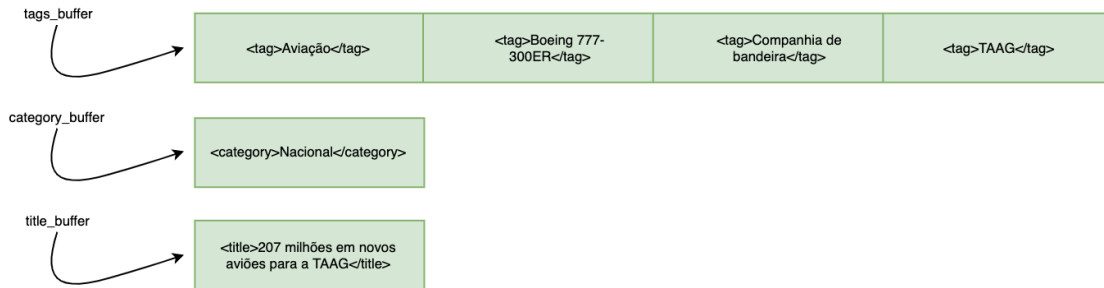 tags_buffer
<tag>Aviação</tag>
<tag>Boeing 777-
300ER</tag>
<tag>Companhia de
bandeira</tag>
<tag>TAAG</tag>
category_buffer
<category>Nacional</category>
title_buffer
<title>207 milhões em novos
aviões para a TAAG</title>